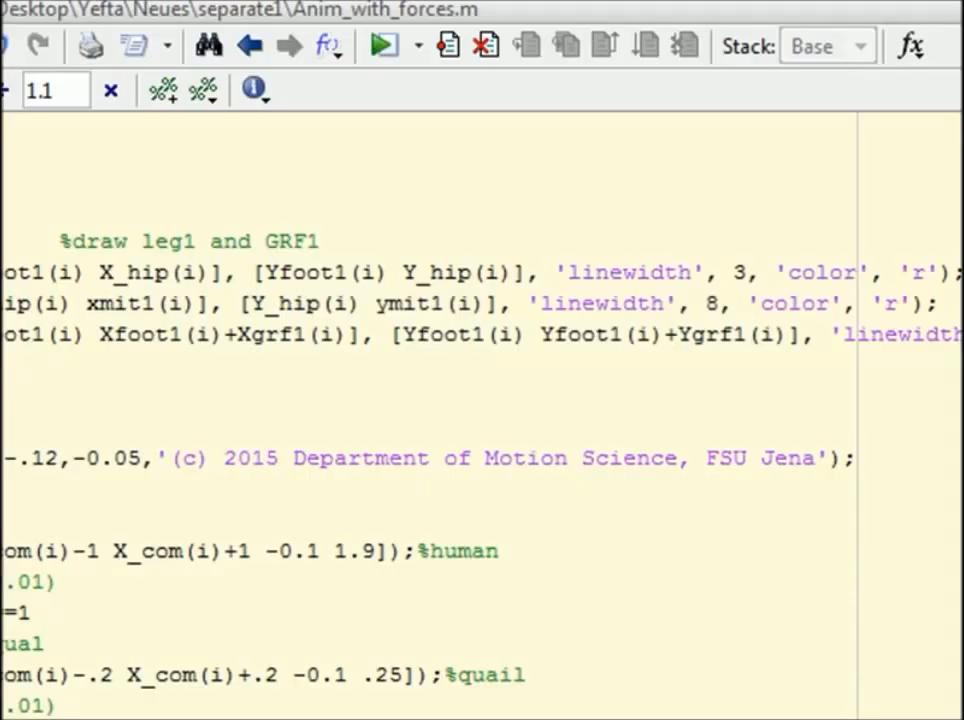 Desktop\Yefta\Neues\separate1\Anim_with_forces.m
Stack: Base fx
1.1
%draw leg1 and GRF1
ot1(i) X_hip(i)], [Yfoot1(i) Y_hip(i)], 'linewidth', 3, 'color', 'r');
ip(i) xmit1(i)], [Y_hip(i) ymit1(i)], 'linewidth', 8, 'color', 'r');
ot1(i) Xfoot1(i)+Xgrf1(i)], [Yfoot1(i) Yfoot1(i)+Ygrf1(i)], 'linewidth
-.12,-0.05,'(c) 2015 Department of Motion Science, FSU Jena');
om(i)-1 X_com(i)+1 -0.1 1.9]);%human
.01)
==1
ual
om(i)-.2 X_com(i)+.2 -0.1 .25]);%quail
.01)